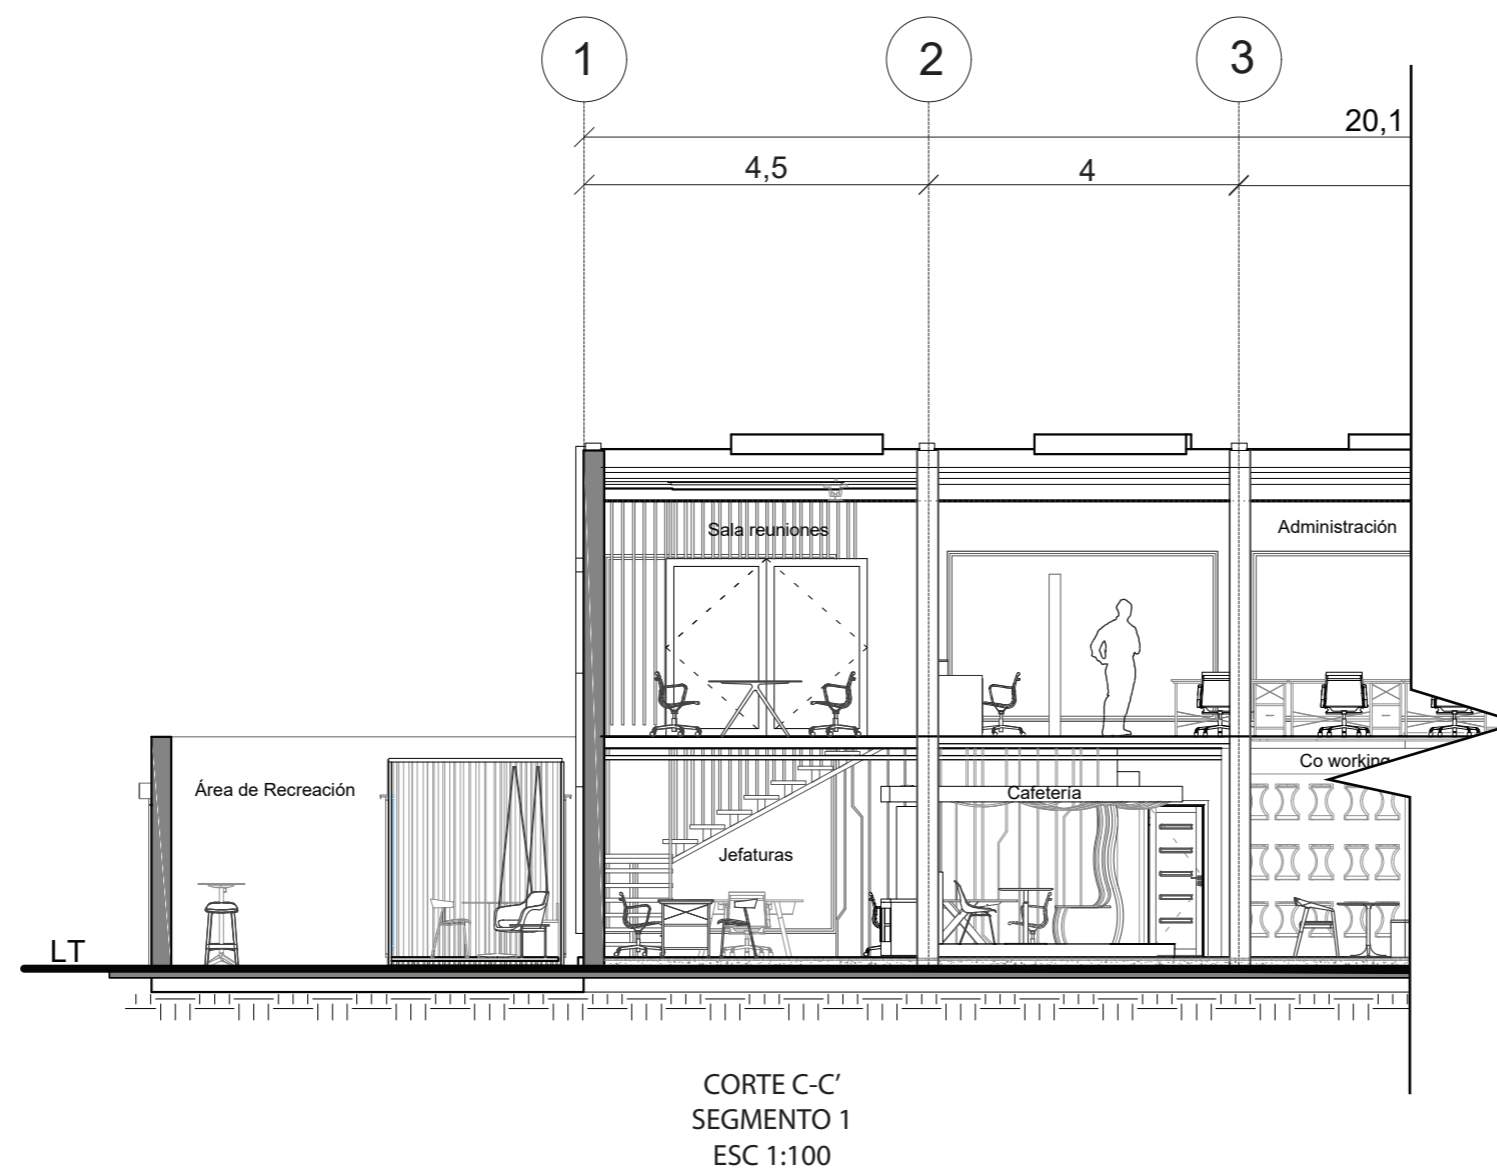 1 2 3
20,1
4,5 4
Sala reuniones
Administración
Co working
Área de Recreación
Cafetería
Jefaturas
LT
CORTE C-C’
SEGMENTO 1
ESC 1:100